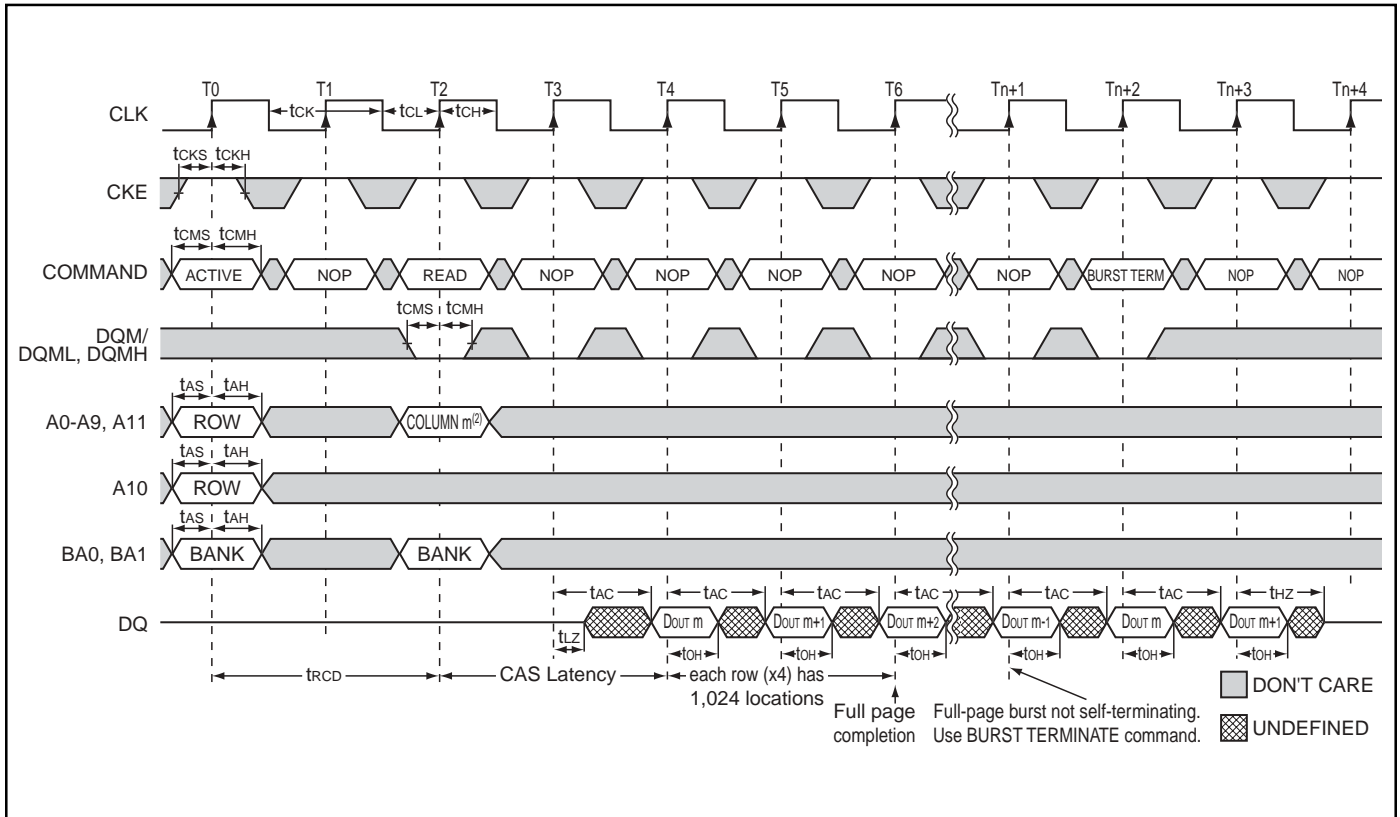 T0 T1 T2 T3 T4 T5 T6 Tn+1 Tn+2 Tn+3 Tn+4
CLK tCK tCL tCH
tCKS tCKH
CKE
tCMS tCMH
COMMAND ACTIVE NOP READ NOP NOP NOP NOP NOP BURST TERM NOP NOP
tCMS tCMH
DQM/
DQML, DQMH
tAS tAH
A0-A9, A11 ROW COLUMN m(2)
tAS tAH
A10 ROW
tAS tAH
BA0, BA1 BANK BANK
tAC tAC tAC tAC tAC tAC tHZ
DQ DOUT m DOUT m+1 DOUT m+2 DOUT m-1 DOUT m DOUT m+1
tLZ tOH tOH tOH tOH tOH tOH
tRCD CAS Latency each row (x4) has
1,024 locations
Full page
completion
Full-page burst not self-terminating.
Use BURST TERMINATE command.
DON'T CARE
UNDEFINED